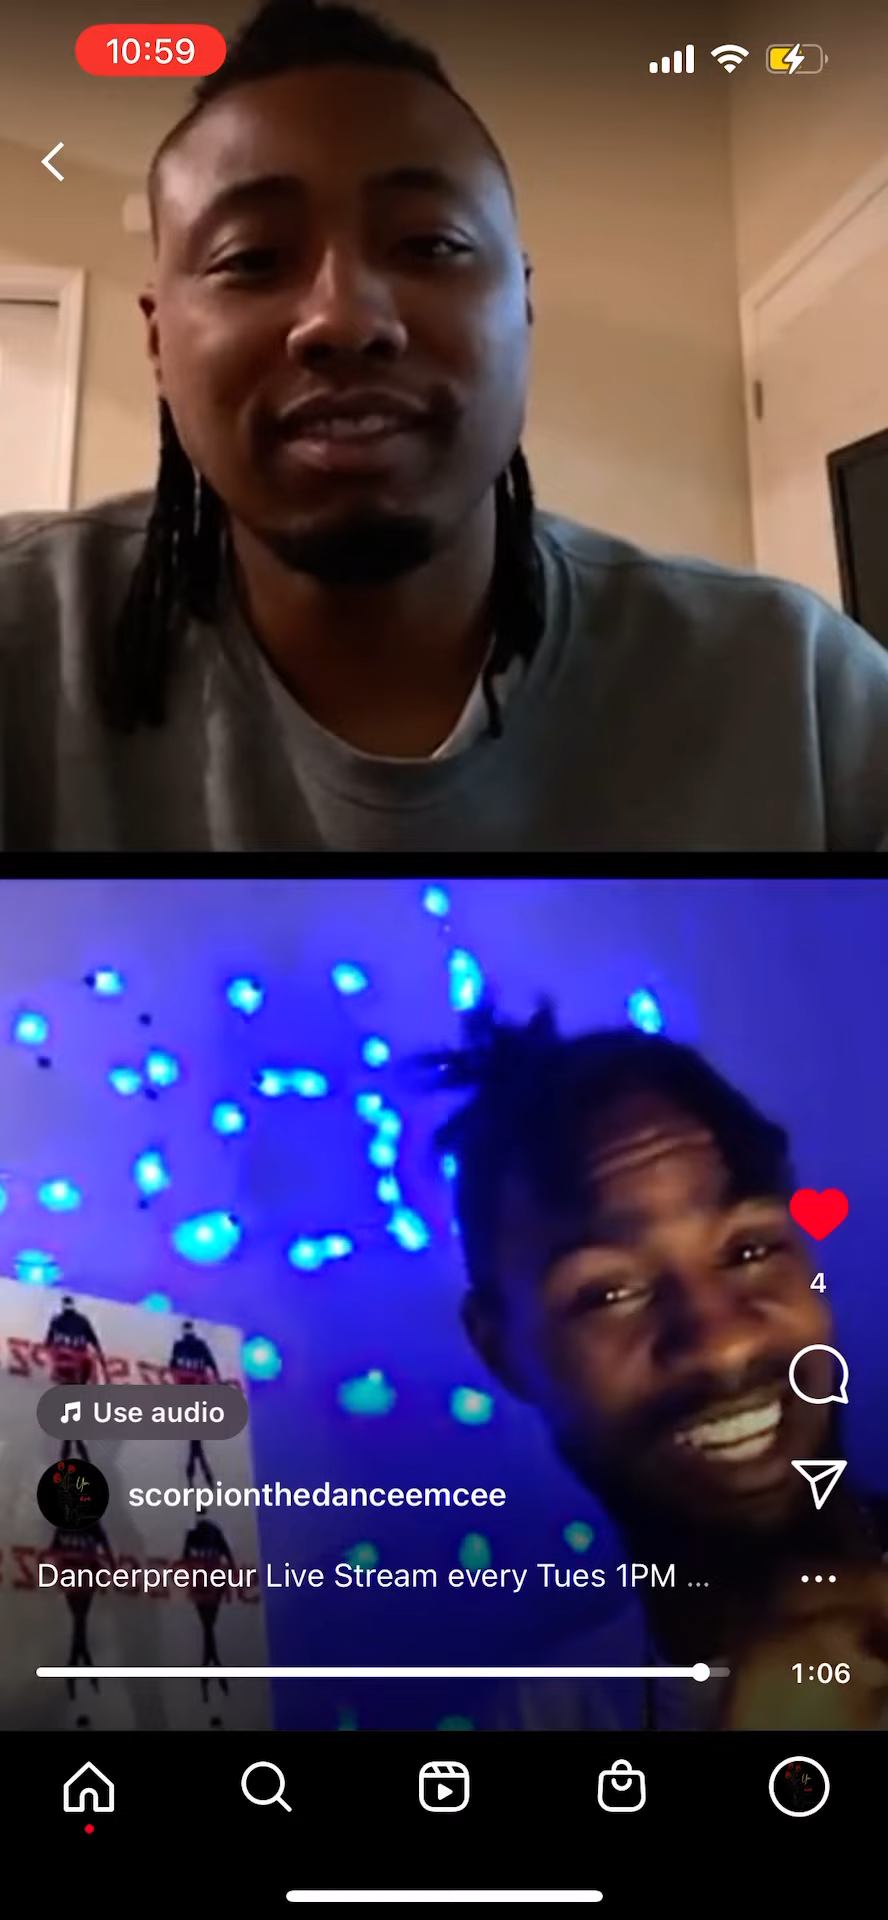 10:59
Use audio
scorpionthedanceemcee
Dancerpreneur Live Stream every Tues 1PM ...
4
1:06